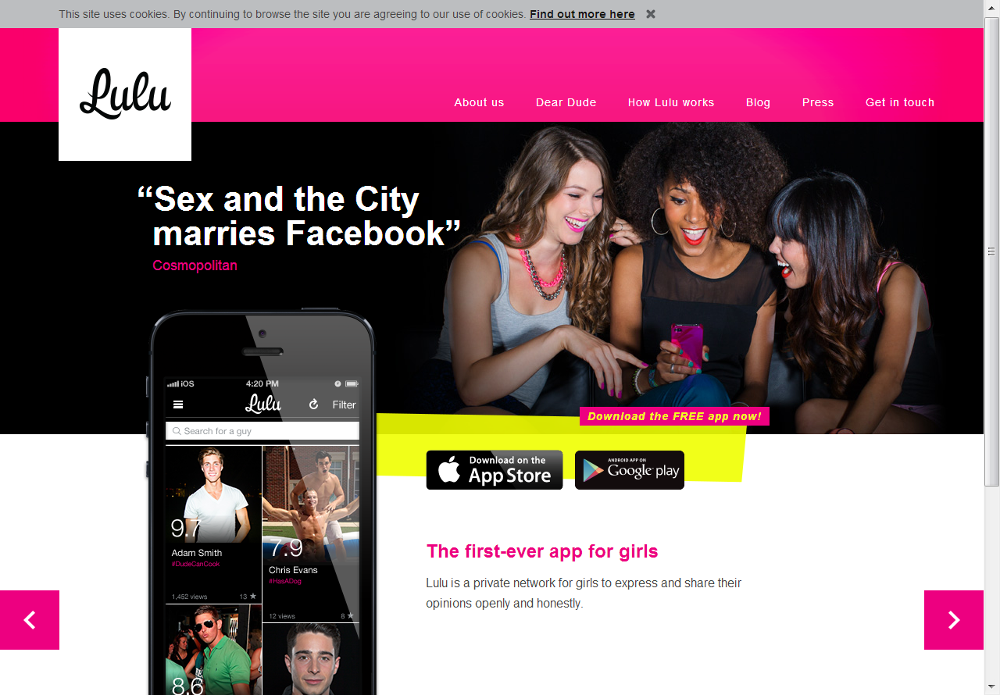 This site uses cookies. By continuing to browse the site you are agreeing to our use of cookies. Find out more here
Lulu
About us Dear Dude How Lulu works Blog Press Get in touch
“Sex and the City
marries Facebook”
Cosmopolitan
iOS 4:20 PM
Lulu Filter
Search for a guy
9.7
Adam Smith
#DudeCanCook
1,452 views 13
7.9
Chris Evans
#HasADog
12 views 8
8.6
Download the FREE app now!
Download on the
App Store
ANDROID APP ON
Google play
The first-ever app for girls
Lulu is a private network for girls to express and share their
opinions openly and honestly.